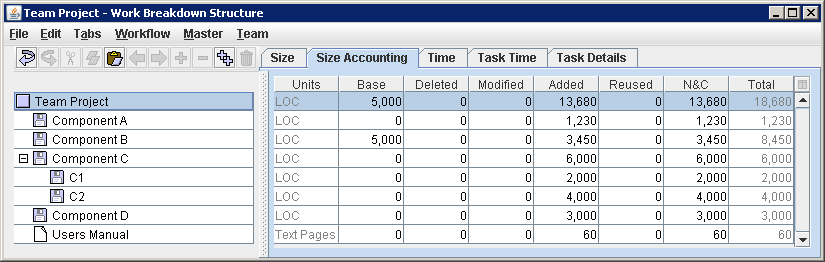 Team Project - Work Breakdown Structure
File Edit Tabs Workflow Master Team
Size Size Accounting Time Task Time Task Details
Units Base Deleted Modified Added Reused N&C Total
Team Project LOC 5,000 0 0 13,680 0 13,680 18,680
Component A LOC 0 0 0 1,230 0 1,230 1,230
Component B LOC 5,000 0 0 3,450 0 3,450 8,450
Component C LOC 0 0 0 6,000 0 6,000 6,000
C1 LOC 0 0 0 2,000 0 2,000 2,000
C2 LOC 0 0 0 4,000 0 4,000 4,000
Component D LOC 0 0 0 3,000 0 3,000 3,000
Users Manual Text Pages 0 0 0 60 0 60 60